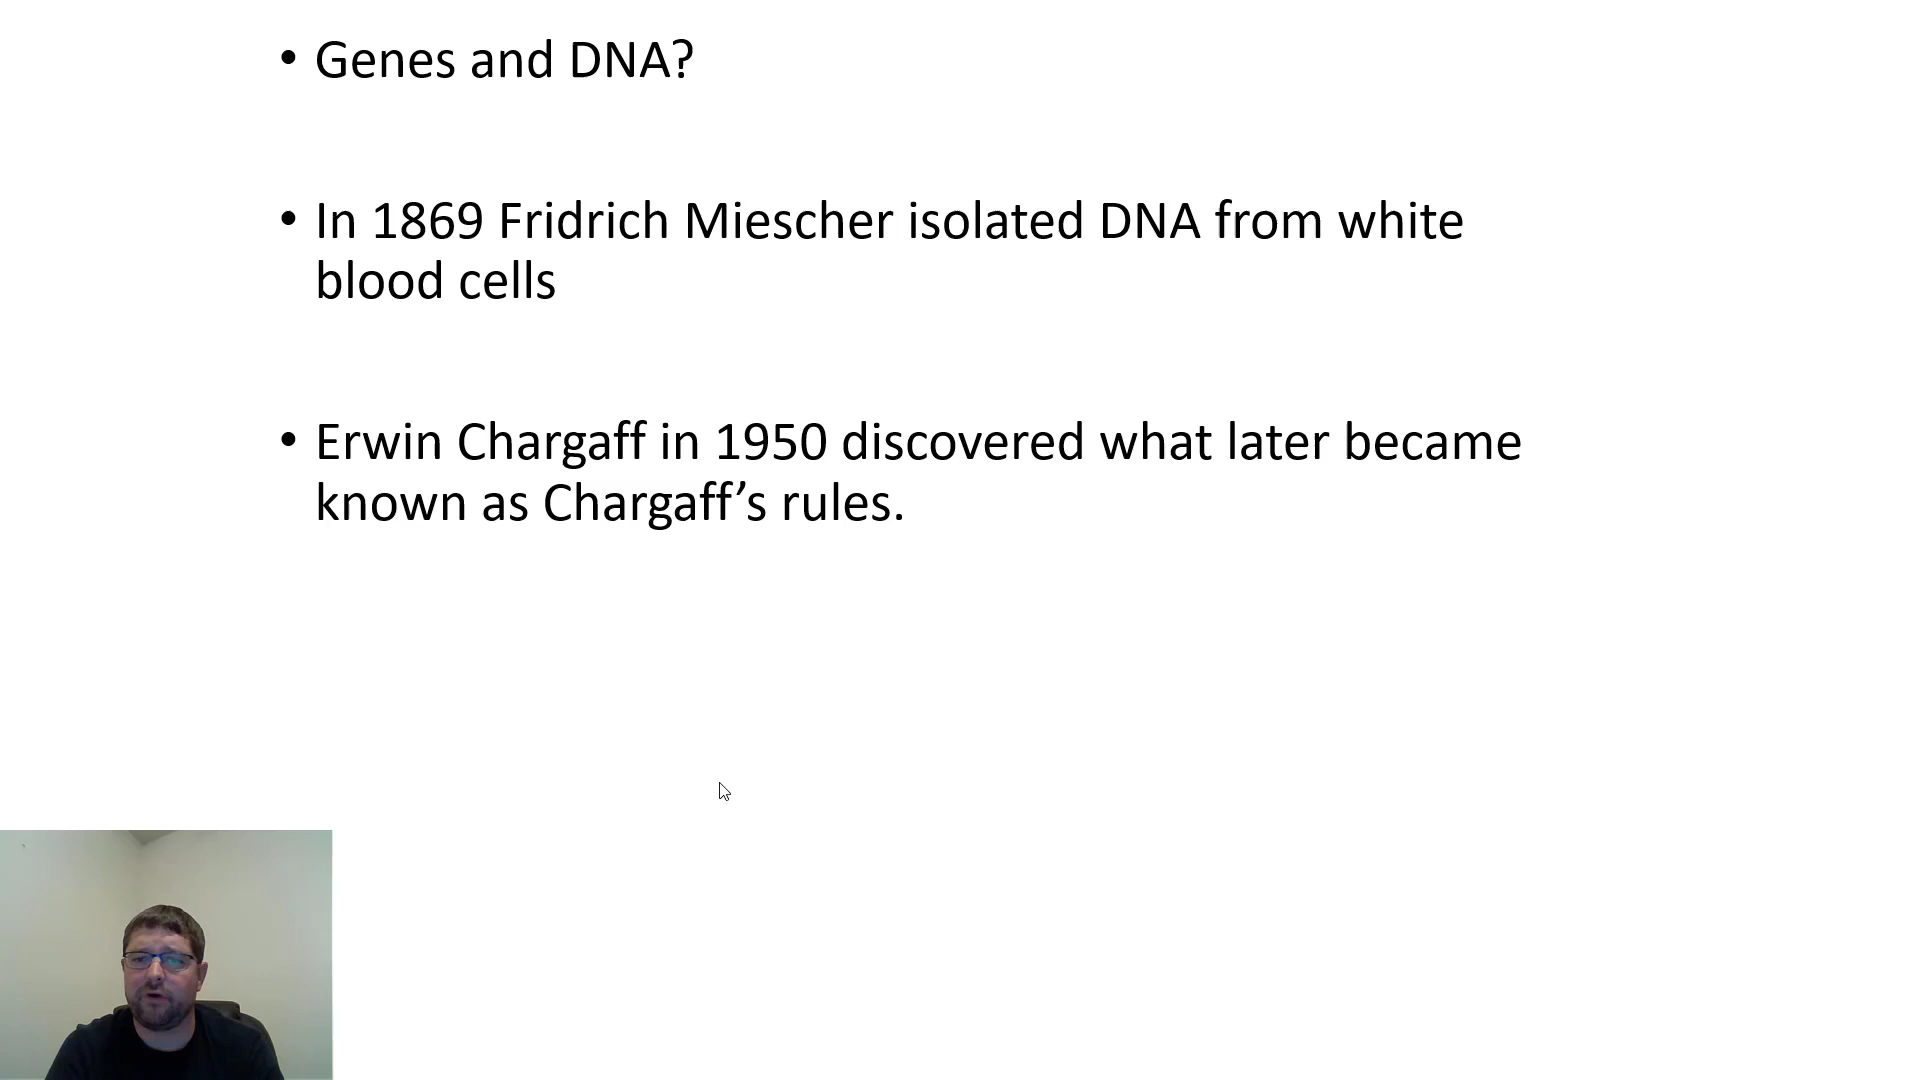 • Genes and DNA?
• In 1869 Fridrich Miescher isolated DNA from white
blood cells
• Erwin Chargaff in 1950 discovered what later became
known as Chargaff’s rules.